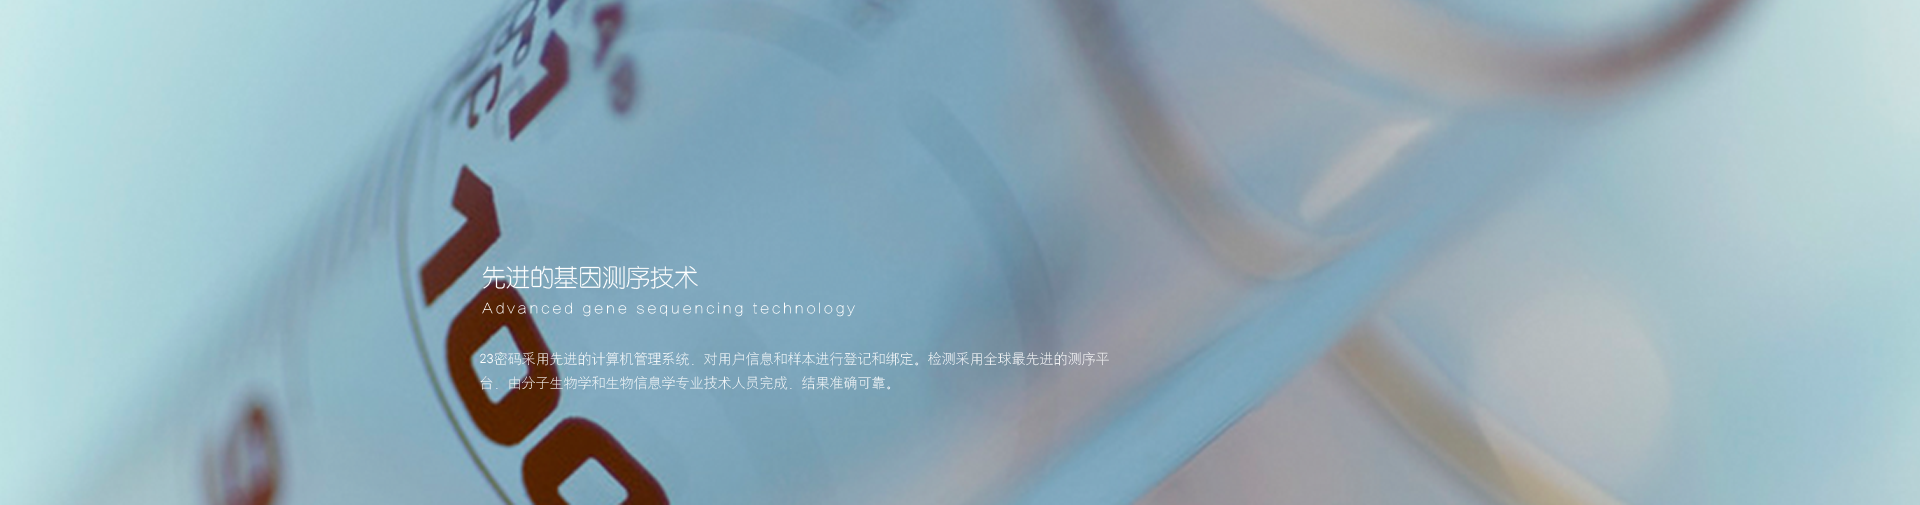 100
先进的基因测序技术
Advanced gene sequencing technology
23密码采用先进的计算机管理系统，对用户信息和样本进行登记和绑定。检测采用全球最先进的测序平
台，由分子生物学和生物信息学专业技术人员完成，结果准确可靠。